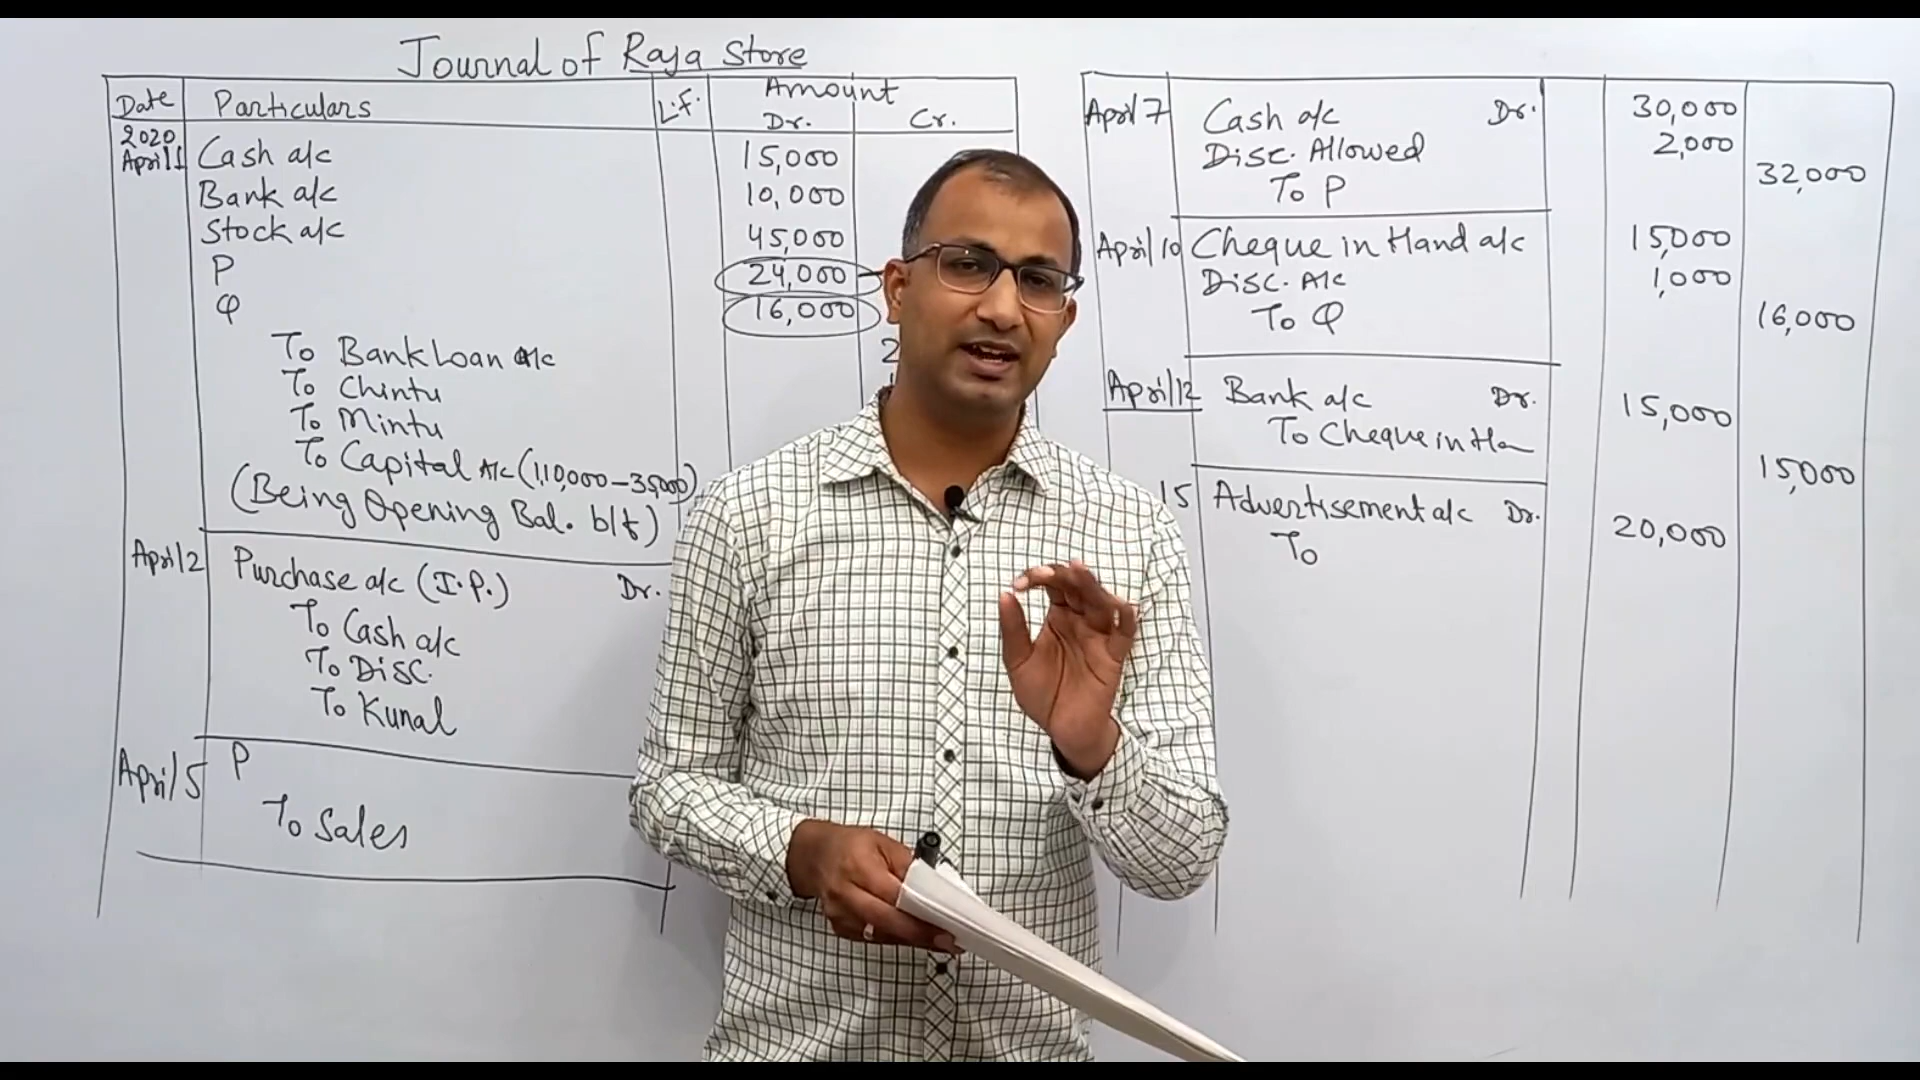 Journal of Raja Store
Date Particulars L.F. Amount
Dr. Cr.
2020
April 1 Cash a/c 15,000
Bank a/c 10,000
Stock a/c 45,000
P 24,000
Q 16,000
To Bank Loan a/c 2
To Chintu
To Mintu
To Capital A/c (1,10,000-35,000)
(Being Opening Bal. b/f)
April 2 Purchase a/c (I.P.) Dr.
To Cash a/c
To Disc.
To Kunal
April 5 P
To Sales
April 7 Cash a/c Dr. 30,000
Disc. Allowed 2,000
To P 32,000
April 10 Cheque in Hand a/c 15,000
Disc. A/c 1,000
To Q 16,000
April 12 Bank a/c Dr. 15,000
To Cheque in Ha 15,000
15 Advertisement a/c Dr. 20,000
To